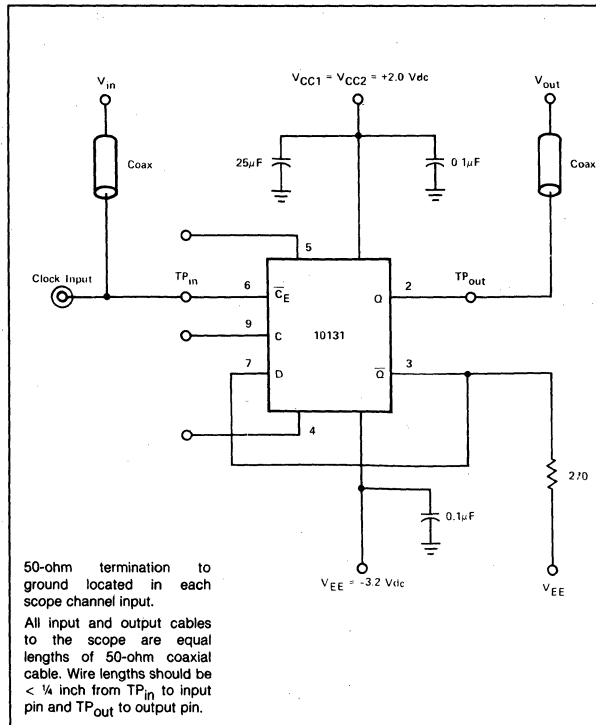 V_in
V_CC1 = V_CC2 = +2.0 Vdc
V_out
Coax
25μF
0.1μF
Coax
5
Clock Input
TP_in
6
C̅_E
Q
2
TP_out
9
C
10131
7
D
Q̅
3
4
0.1μF
V_EE = -3.2 Vdc
V_EE
50-ohm termination to
ground located in each
scope channel input.
All input and output cables
to the scope are equal
lengths of 50-ohm coaxial
cable. Wire lengths should be
< ¼ inch from TP_in to input
pin and TP_out to output pin.